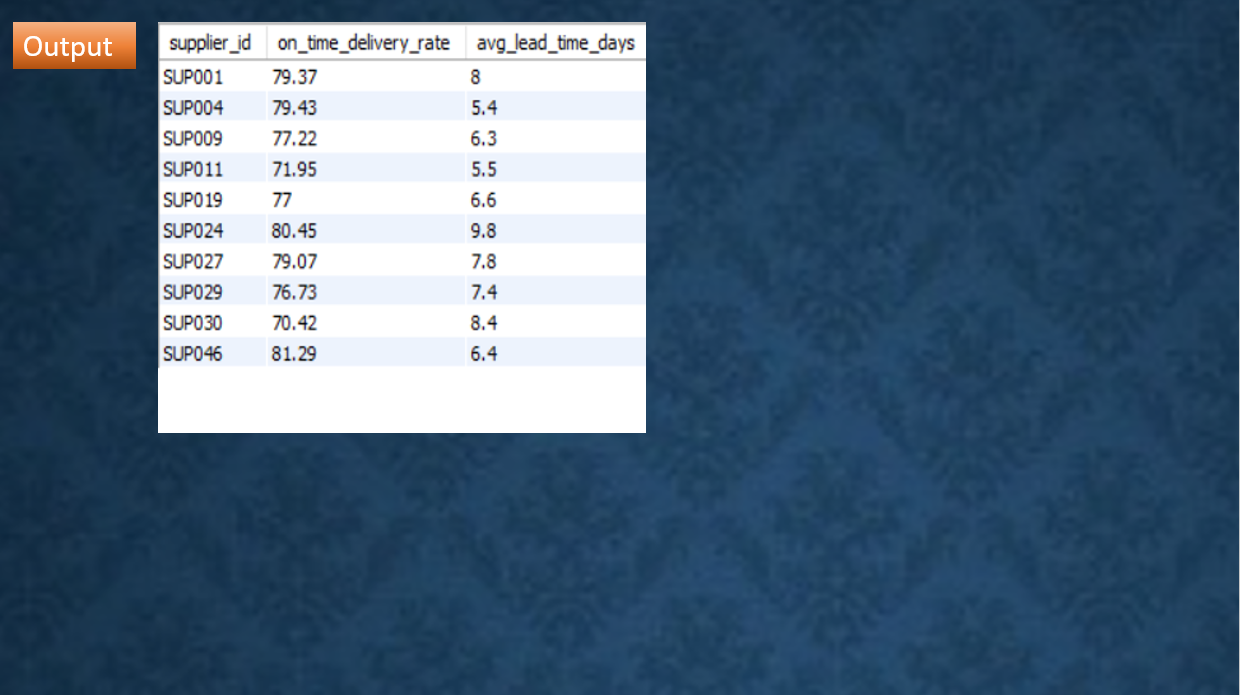 Output
supplier_id on_time_delivery_rate avg_lead_time_days
SUP001 79.37 8
SUP004 79.43 5.4
SUP009 77.22 6.3
SUP011 71.95 5.5
SUP019 77 6.6
SUP024 80.45 9.8
SUP027 79.07 7.8
SUP029 76.73 7.4
SUP030 70.42 8.4
SUP046 81.29 6.4